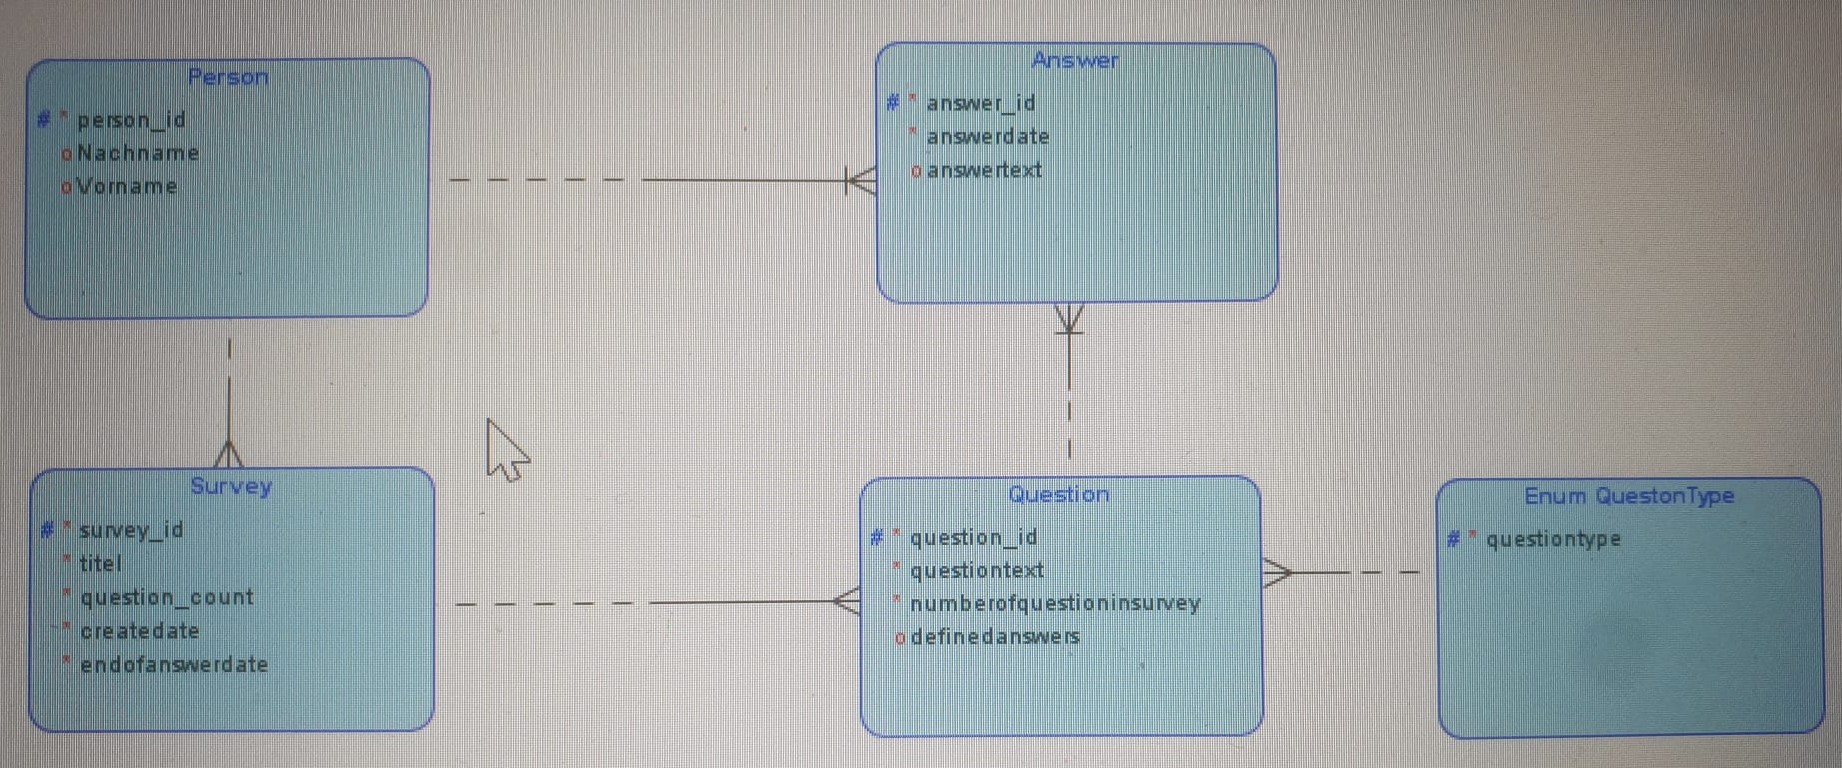 Person
# * person_id
o Nachname
o Vorname
Answer
# * answer_id
* answerdate
o answertext
Survey
# * survey_id
* titel
* question_count
* createdate
* endofanswerdate
Question
# * question_id
* questiontext
* numberofquestioninsurvey
o definedanswers
Enum QuestonType
# * questiontype